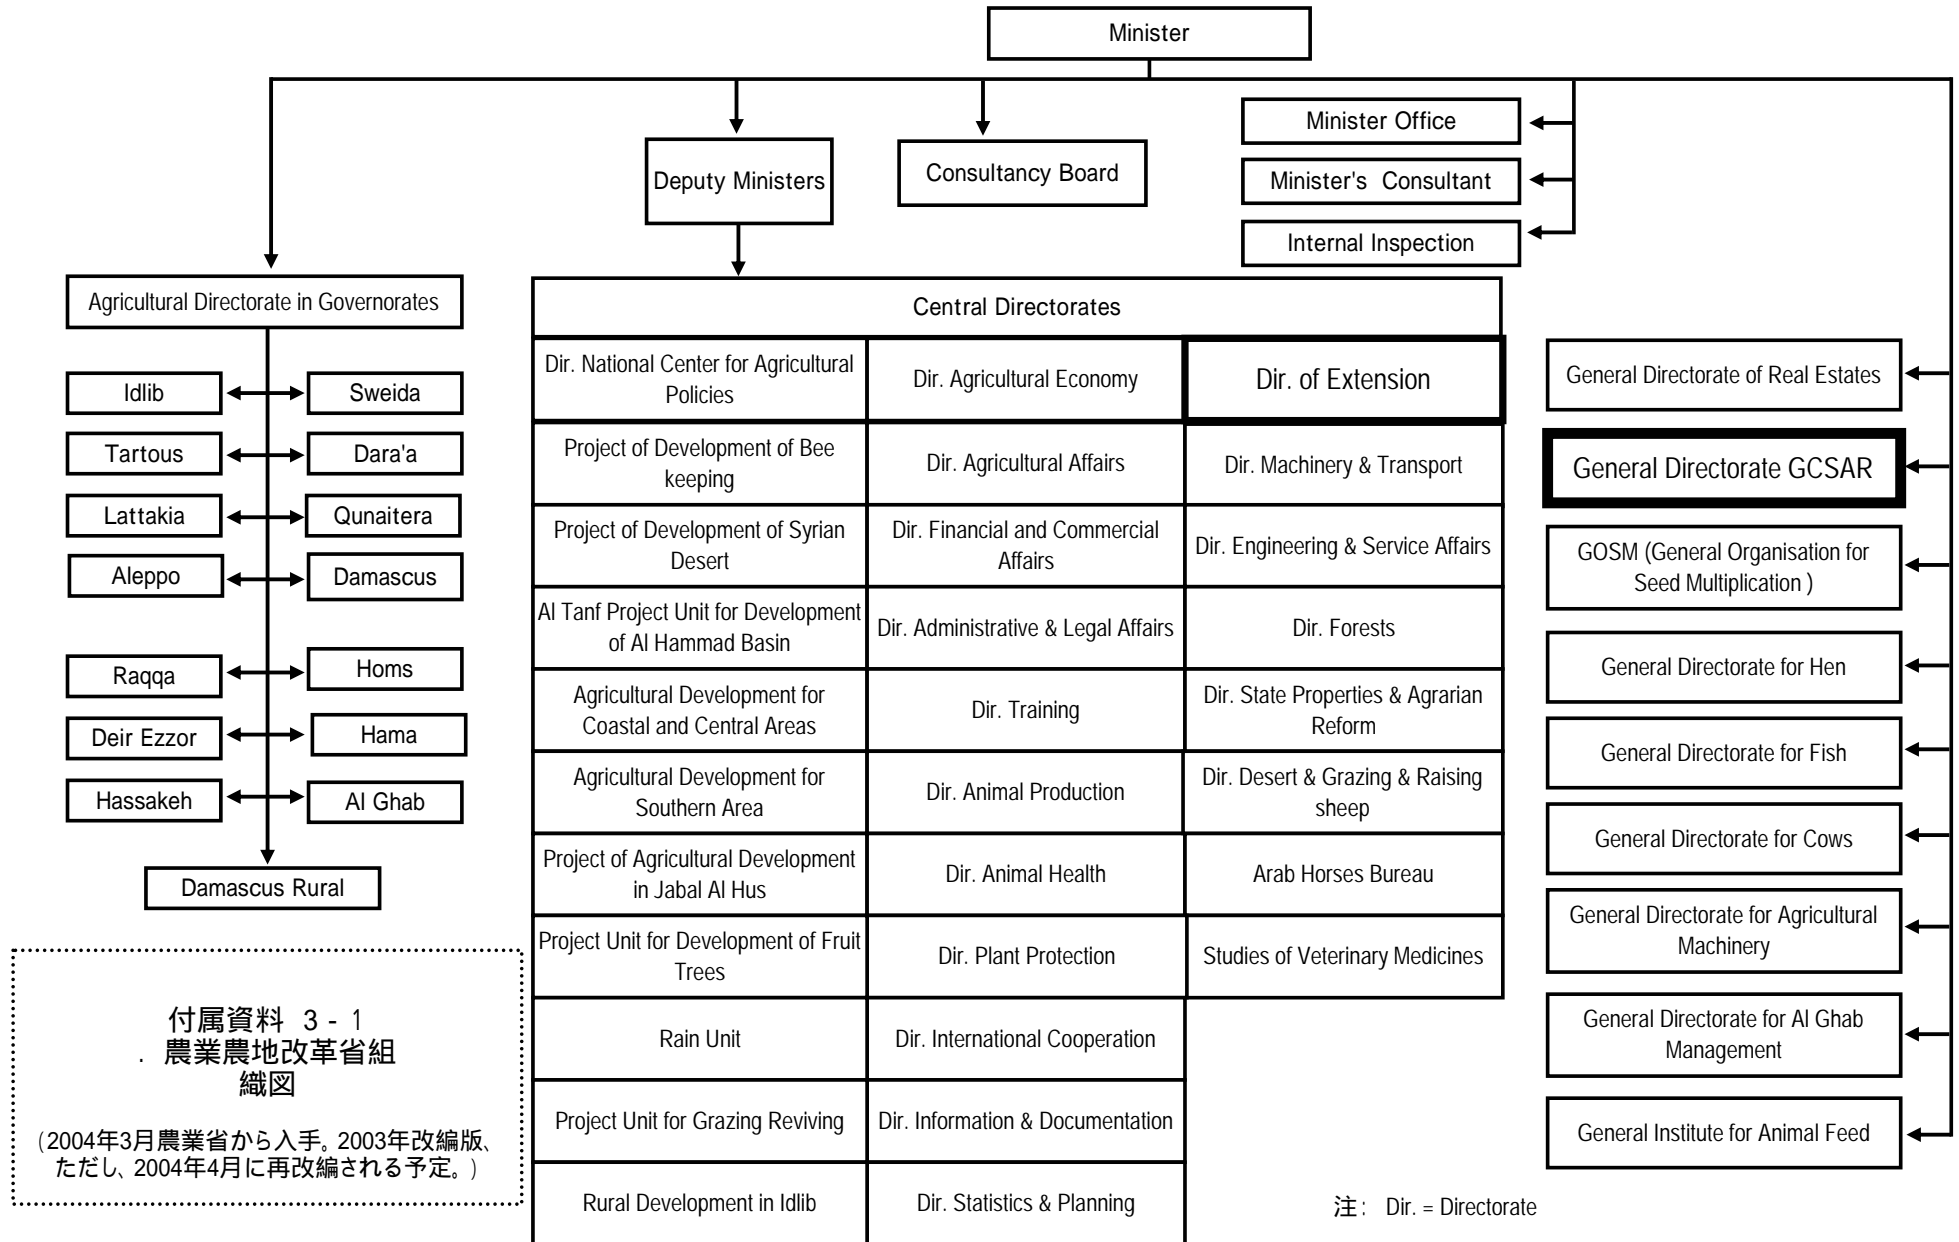 Minister
Minister Office
Minister's Consultant
Internal Inspection
Deputy Ministers
Consultancy Board
Agricultural Directorate in Governorates
Idlib
Sweida
Tartous
Dara'a
Lattakia
Qunaitera
Aleppo
Damascus
Raqqa
Homs
Deir Ezzor
Hama
Hassakeh
Al Ghab
Damascus Rural
Central Directorates
Dir. National Center for Agricultural
Policies
Dir. Agricultural Economy
Dir. of Extension
Project of Development of Bee
keeping
Dir. Agricultural Affairs
Dir. Machinery & Transport
Project of Development of Syrian
Desert
Dir. Financial and Commercial
Affairs
Dir. Engineering & Service Affairs
Al Tanf Project Unit for Development
of Al Hammad Basin
Dir. Administrative & Legal Affairs
Dir. Forests
Agricultural Development for
Coastal and Central Areas
Dir. Training
Dir. State Properties & Agrarian
Reform
Agricultural Development for
Southern Area
Dir. Animal Production
Dir. Desert & Grazing & Raising
sheep
Project of Agricultural Development
in Jabal Al Hus
Dir. Animal Health
Arab Horses Bureau
Project Unit for Development of Fruit
Trees
Dir. Plant Protection
Studies of Veterinary Medicines
Rain Unit
Dir. International Cooperation
Project Unit for Grazing Reviving
Dir. Information & Documentation
Rural Development in Idlib
Dir. Statistics & Planning
General Directorate of Real Estates
General Directorate GCSAR
GOSM (General Organisation for
Seed Multiplication )
General Directorate for Hen
General Directorate for Fish
General Directorate for Cows
General Directorate for Agricultural
Machinery
General Directorate for Al Ghab
Management
General Institute for Animal Feed
付属資料 3 - 1
. 農業農地改革省組
織図
(2004年3月農業省から入手。2003年改編版、
ただし、2004年4月に再改編される予定。)
注: Dir. = Directorate